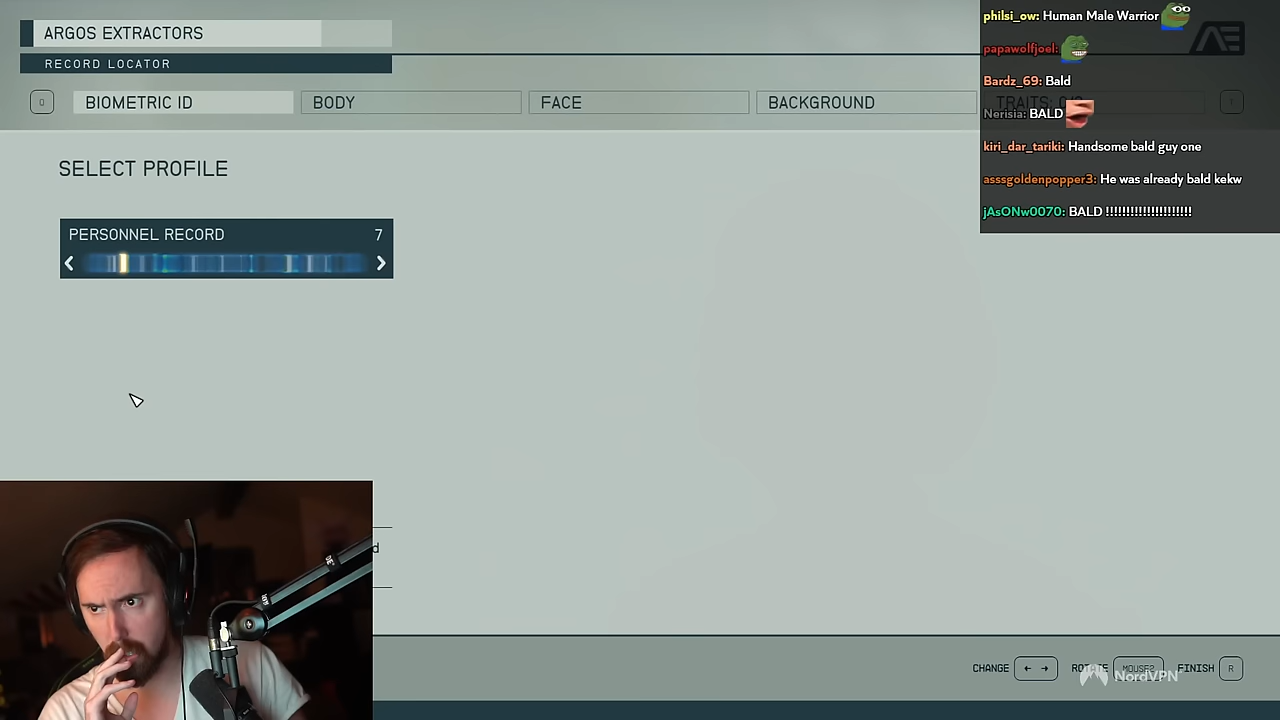 ARGOS EXTRACTORS
RECORD LOCATOR
BIOMETRIC ID
BODY
FACE
BACKGROUND
TRAITS:
SELECT PROFILE
PERSONNEL RECORD 7
philsi_ow: Human Male Warrior
papawolfjoel:
Bardz_69: Bald
Nerisia: BALD
kiri_dar_tariki: Handsome bald guy one
asssgoldenpopper3: He was already bald kekw
jAsONw0070: BALD !!!!!!!!!!!!!!!!!!!!!
d
CHANGE ← → MOUSE2 FINISH R
NordVPN